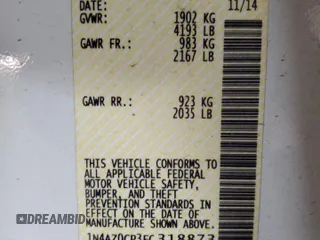 DATE: 11/14
GVWR: 1902 KG
4193 LB
GAWR FR.: 983 KG
2167 LB
GAWR RR.: 923 KG
2035 LB
THIS VEHICLE CONFORMS TO
ALL APPLICABLE FEDERAL
MOTOR VEHICLE SAFETY,
BUMPER, AND THEFT
PREVENTION STANDARDS IN
EFFECT ON THE DATE OF
MANUFACTURE SHOWN ABOVE.
1N4AZ0CP3FC318873
DREAMBID